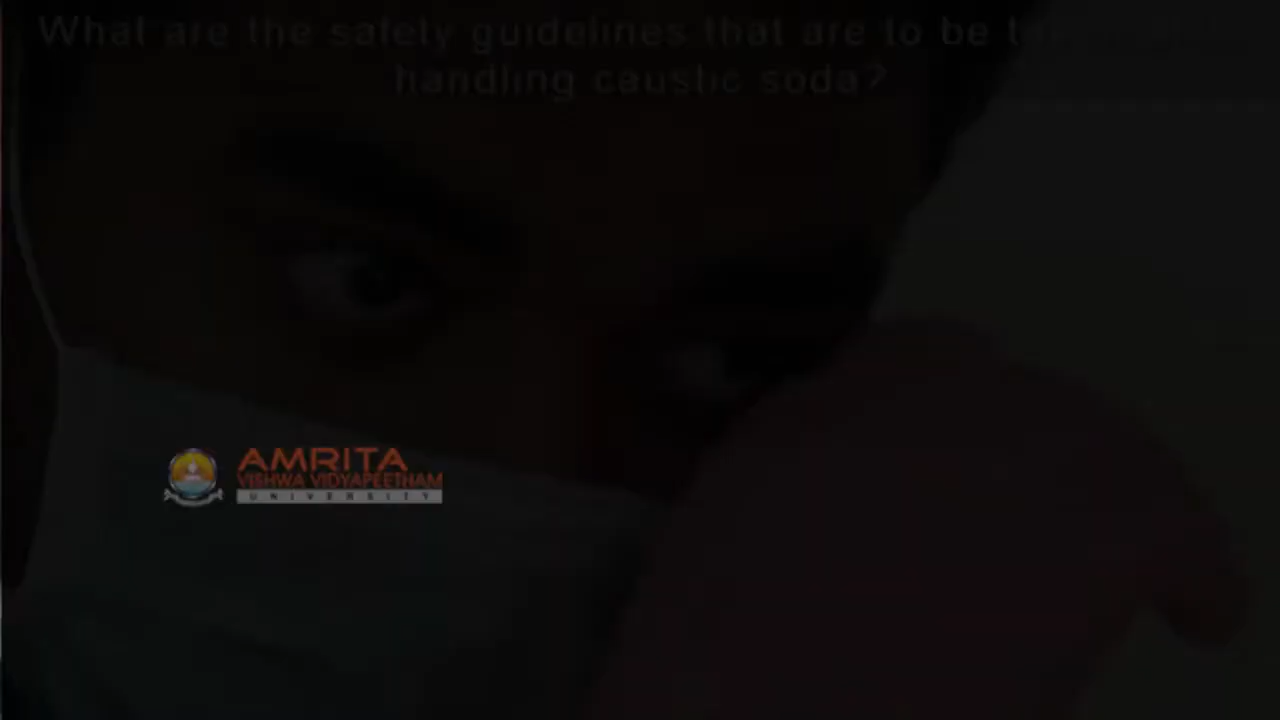 What are the safety guidelines that are to be
handling caustic soda?
AMRITA
VISHWA VIDYAPEETHAM
UNIVERSITY